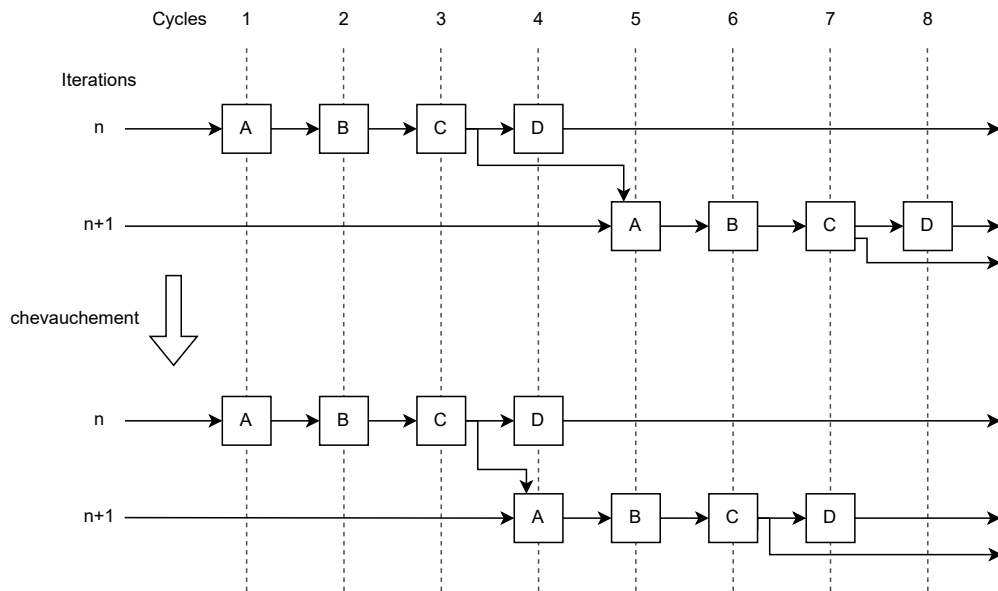 Cycles 1 2 3 4 5 6 7 8
Iterations
n A B C D
n+1 A B C D
chevauchement
n A B C D
n+1 A B C D